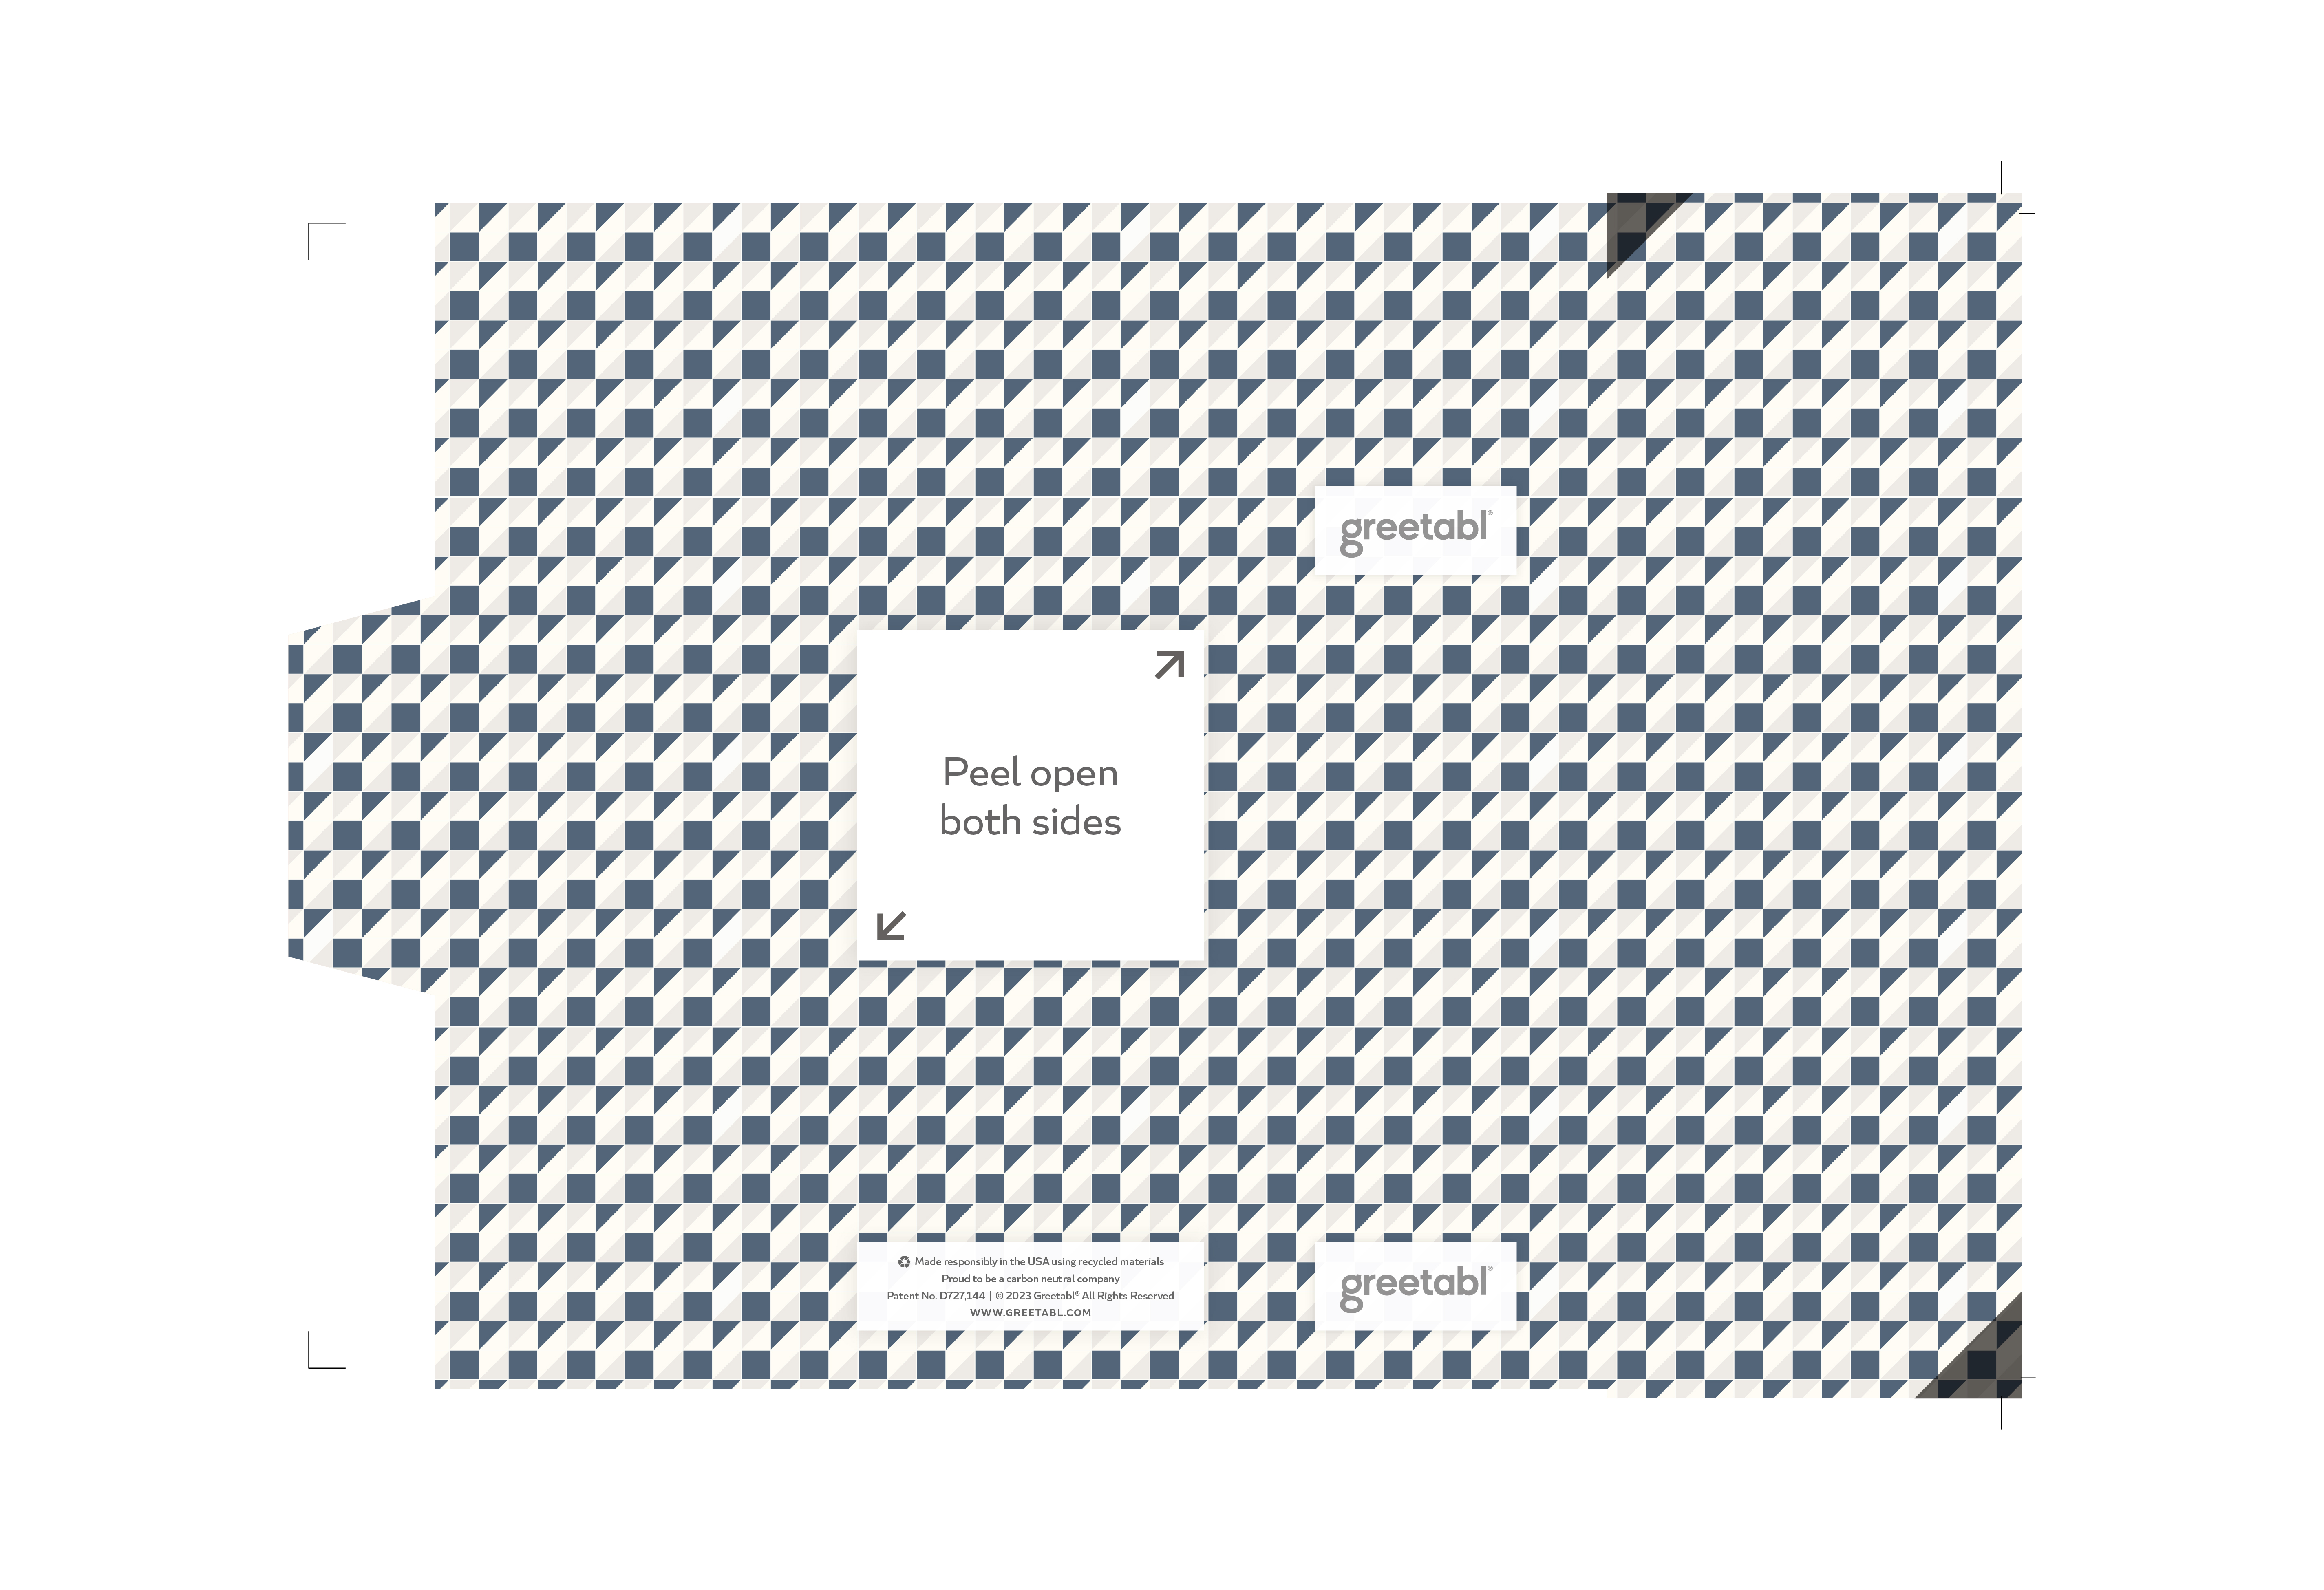 greetabl®
Peel open
both sides
Made responsibly in the USA using recycled materials
Proud to be a carbon neutral company
Patent No. D727,144 | © 2023 Greetabl® All Rights Reserved
WWW.GREETABL.COM
greetabl®